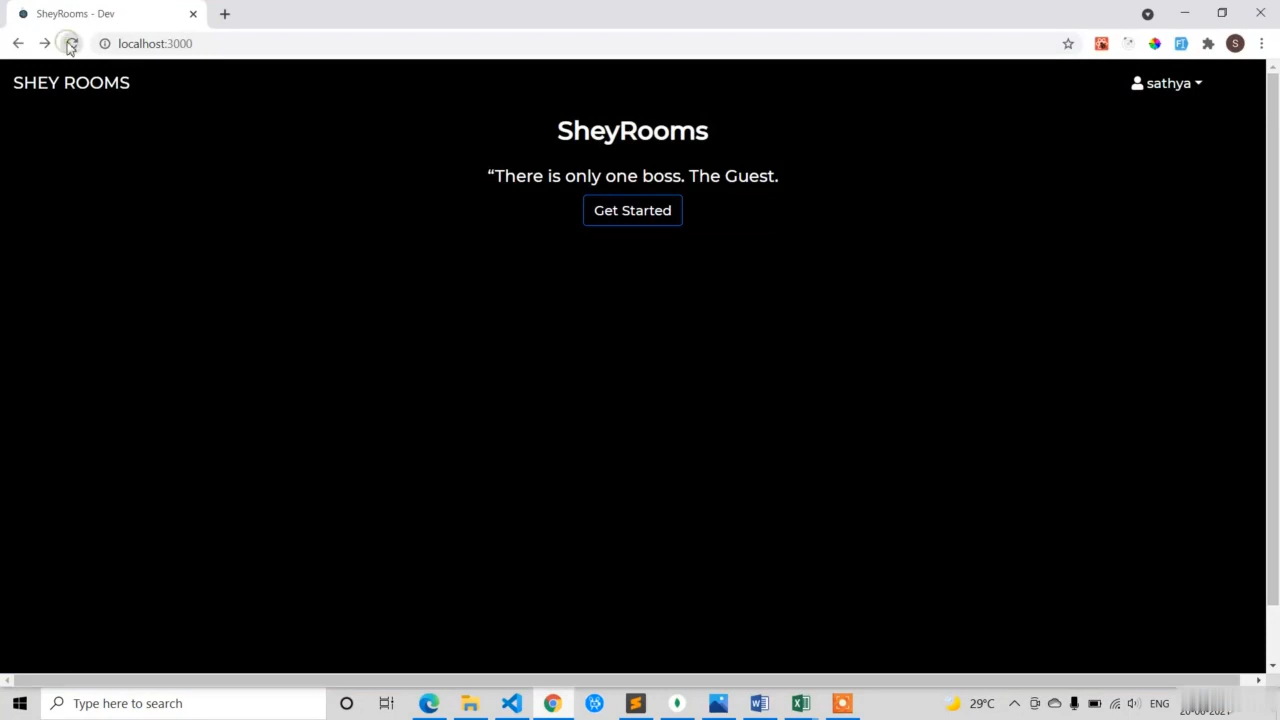 SheyRooms - Dev
localhost:3000
S
SHEY ROOMS
sathya
SheyRooms
“There is only one boss. The Guest.
Get Started
Type here to search
29°C
ENG